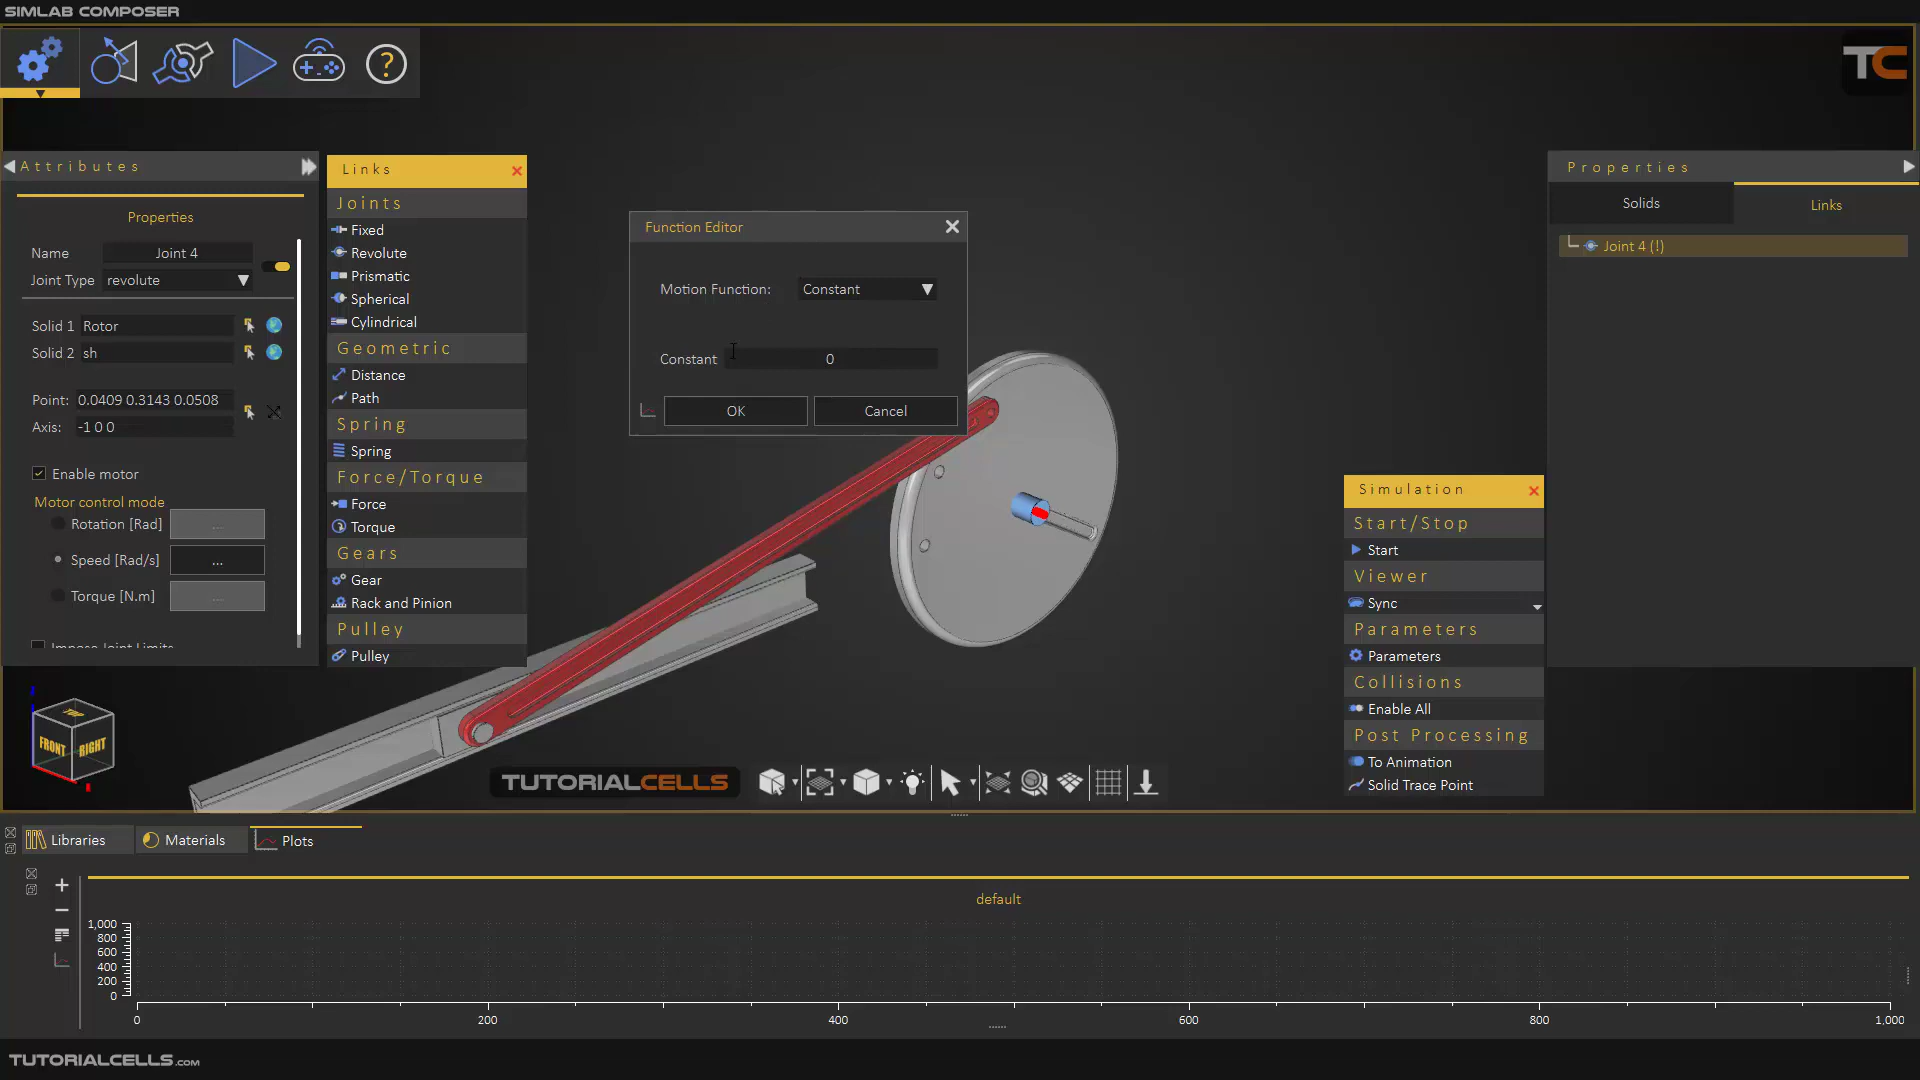 SIMLAB COMPOSER
TC
Attributes
Properties
Name Joint 4
Joint Type revolute
Solid 1 Rotor
Solid 2 sh
Point: 0.0409 0.3143 0.0508
Axis: -1 0 0
Enable motor
Motor control mode
Rotation [Rad] ...
Speed [Rad/s] ...
Torque [N.m] ...
Impose Joint Limits
Links
Joints
Fixed
Revolute
Prismatic
Spherical
Cylindrical
Geometric
Distance
Path
Spring
Spring
Force/Torque
Force
Torque
Gears
Gear
Rack and Pinion
Pulley
Pulley
Function Editor
Motion Function: Constant
Constant 0
OK Cancel
Properties
Solids Links
Joint 4 (!)
Simulation
Start/Stop
Start
Viewer
Sync
Parameters
Parameters
Collisions
Enable All
Post Processing
To Animation
Solid Trace Point
TOP
FRONT RIGHT
TUTORIALCELLS
Libraries Materials Plots
default
1,000
800
600
400
200
0
0 200 400 600 800 1,000
TUTORIALCELLS.com